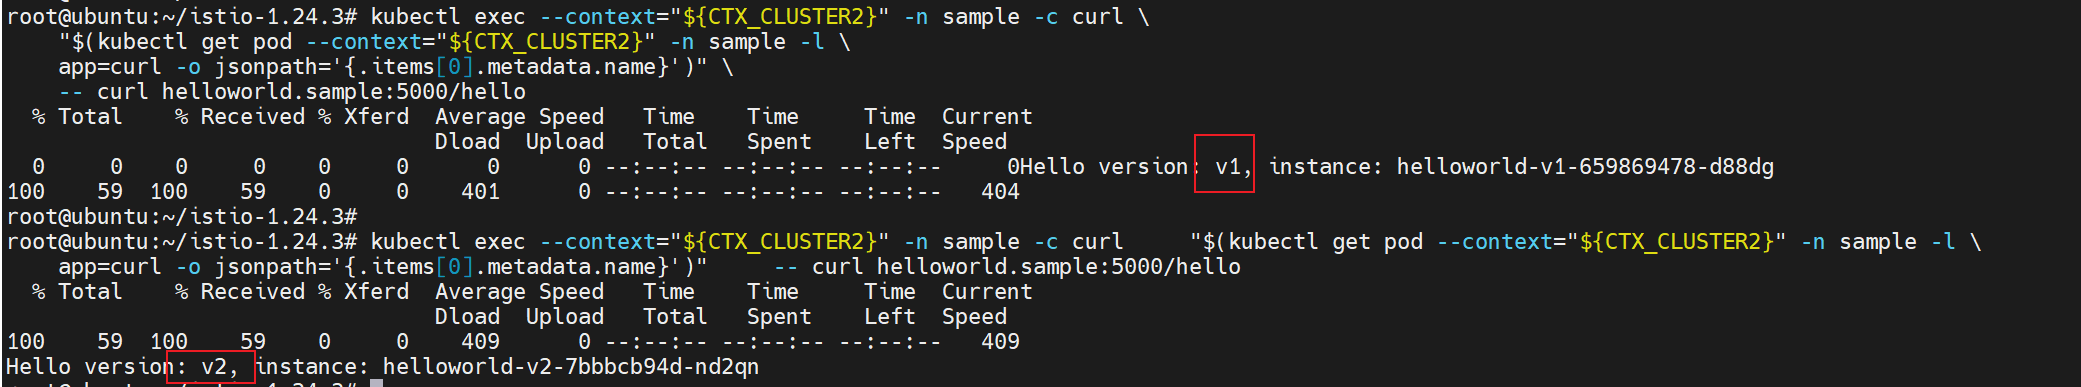 root@ubuntu:~/istio-1.24.3# kubectl exec --context="${CTX_CLUSTER2}" -n sample -c curl \
    "$(kubectl get pod --context="${CTX_CLUSTER2}" -n sample -l \
    app=curl -o jsonpath='{.items[0].metadata.name}')" \
    -- curl helloworld.sample:5000/hello
  % Total    % Received % Xferd  Average Speed   Time    Time     Time  Current
                                 Dload  Upload   Total   Spent    Left  Speed
  0     0    0     0    0     0      0      0 --:--:-- --:--:-- --:--:--     0Hello version: v1, instance: helloworld-v1-659869478-d88dg
100    59  100    59    0     0    401      0 --:--:-- --:--:-- --:--:--   404
root@ubuntu:~/istio-1.24.3#
root@ubuntu:~/istio-1.24.3# kubectl exec --context="${CTX_CLUSTER2}" -n sample -c curl     "$(kubectl get pod --context="${CTX_CLUSTER2}" -n sample -l \
    app=curl -o jsonpath='{.items[0].metadata.name}')"     -- curl helloworld.sample:5000/hello
  % Total    % Received % Xferd  Average Speed   Time    Time     Time  Current
                                 Dload  Upload   Total   Spent    Left  Speed
100    59  100    59    0     0    409      0 --:--:-- --:--:-- --:--:--   409
Hello version: v2, instance: helloworld-v2-7bbbcb94d-nd2qn